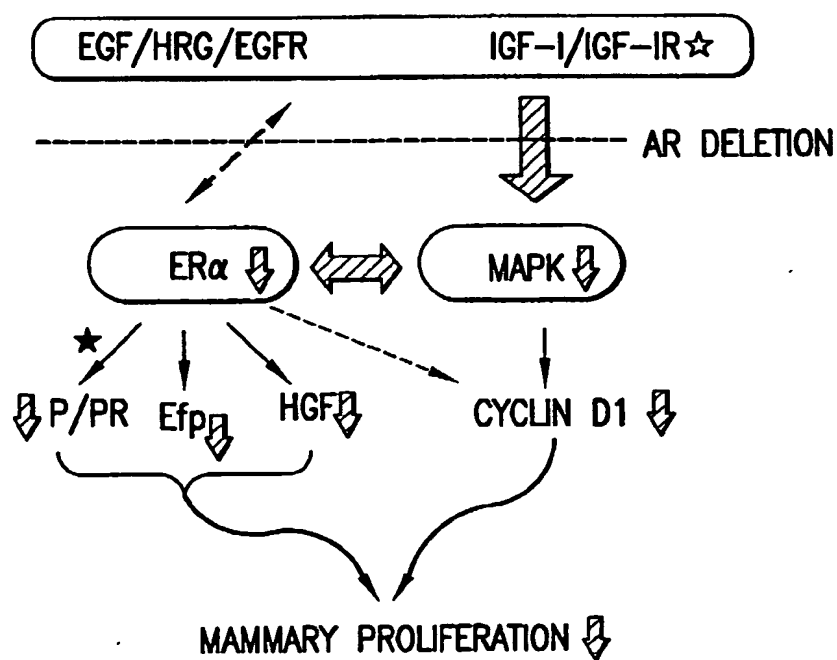 EGF/HRG/EGFR IGF-I/IGF-IR☆
AR DELETION
ERα MAPK
★
P/PR Efp HGF CYCLIN D1
MAMMARY PROLIFERATION